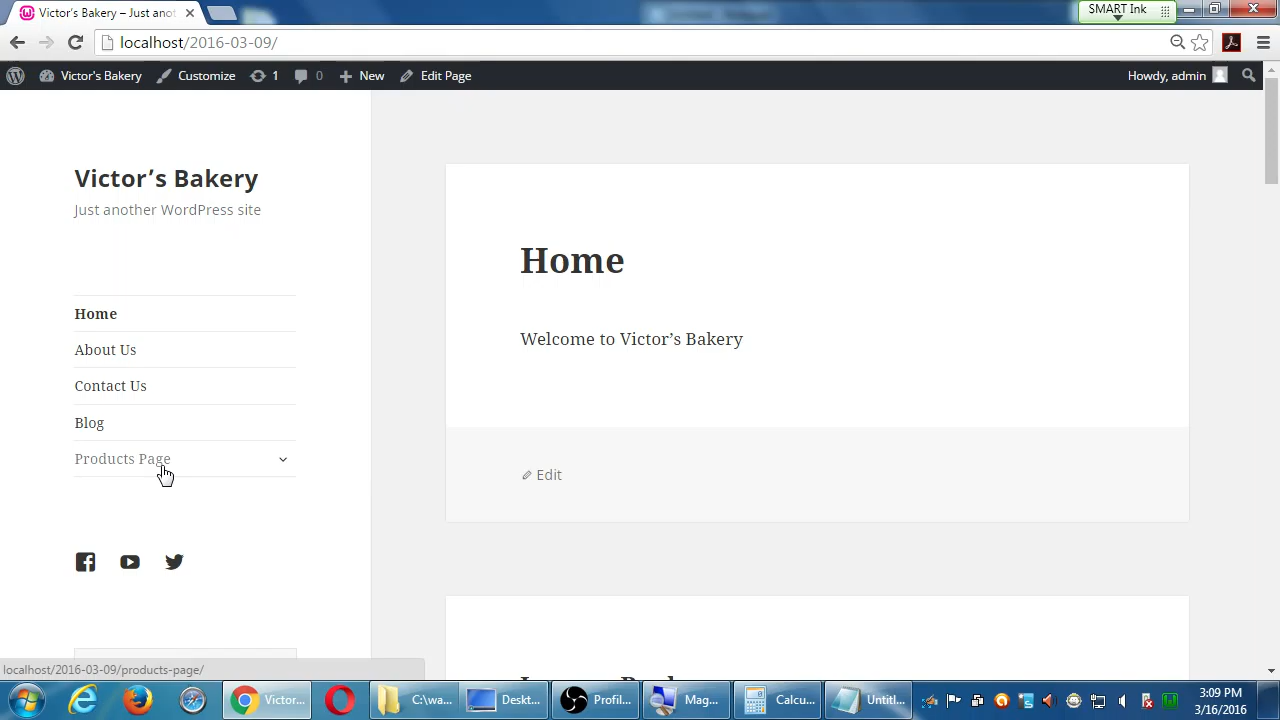 Victor's Bakery – Just anot
SMART Ink
localhost/2016-03-09/
Victor's Bakery
Customize
1
0
New
Edit Page
Howdy, admin
Victor's Bakery
Just another WordPress site
Home
About Us
Contact Us
Blog
Products Page
Home
Welcome to Victor's Bakery
Edit
localhost/2016-03-09/products-page/
Victor...
C:\wa...
Deskt...
Profil...
Mag...
Calcu...
Untitl...
3:09 PM
3/16/2016